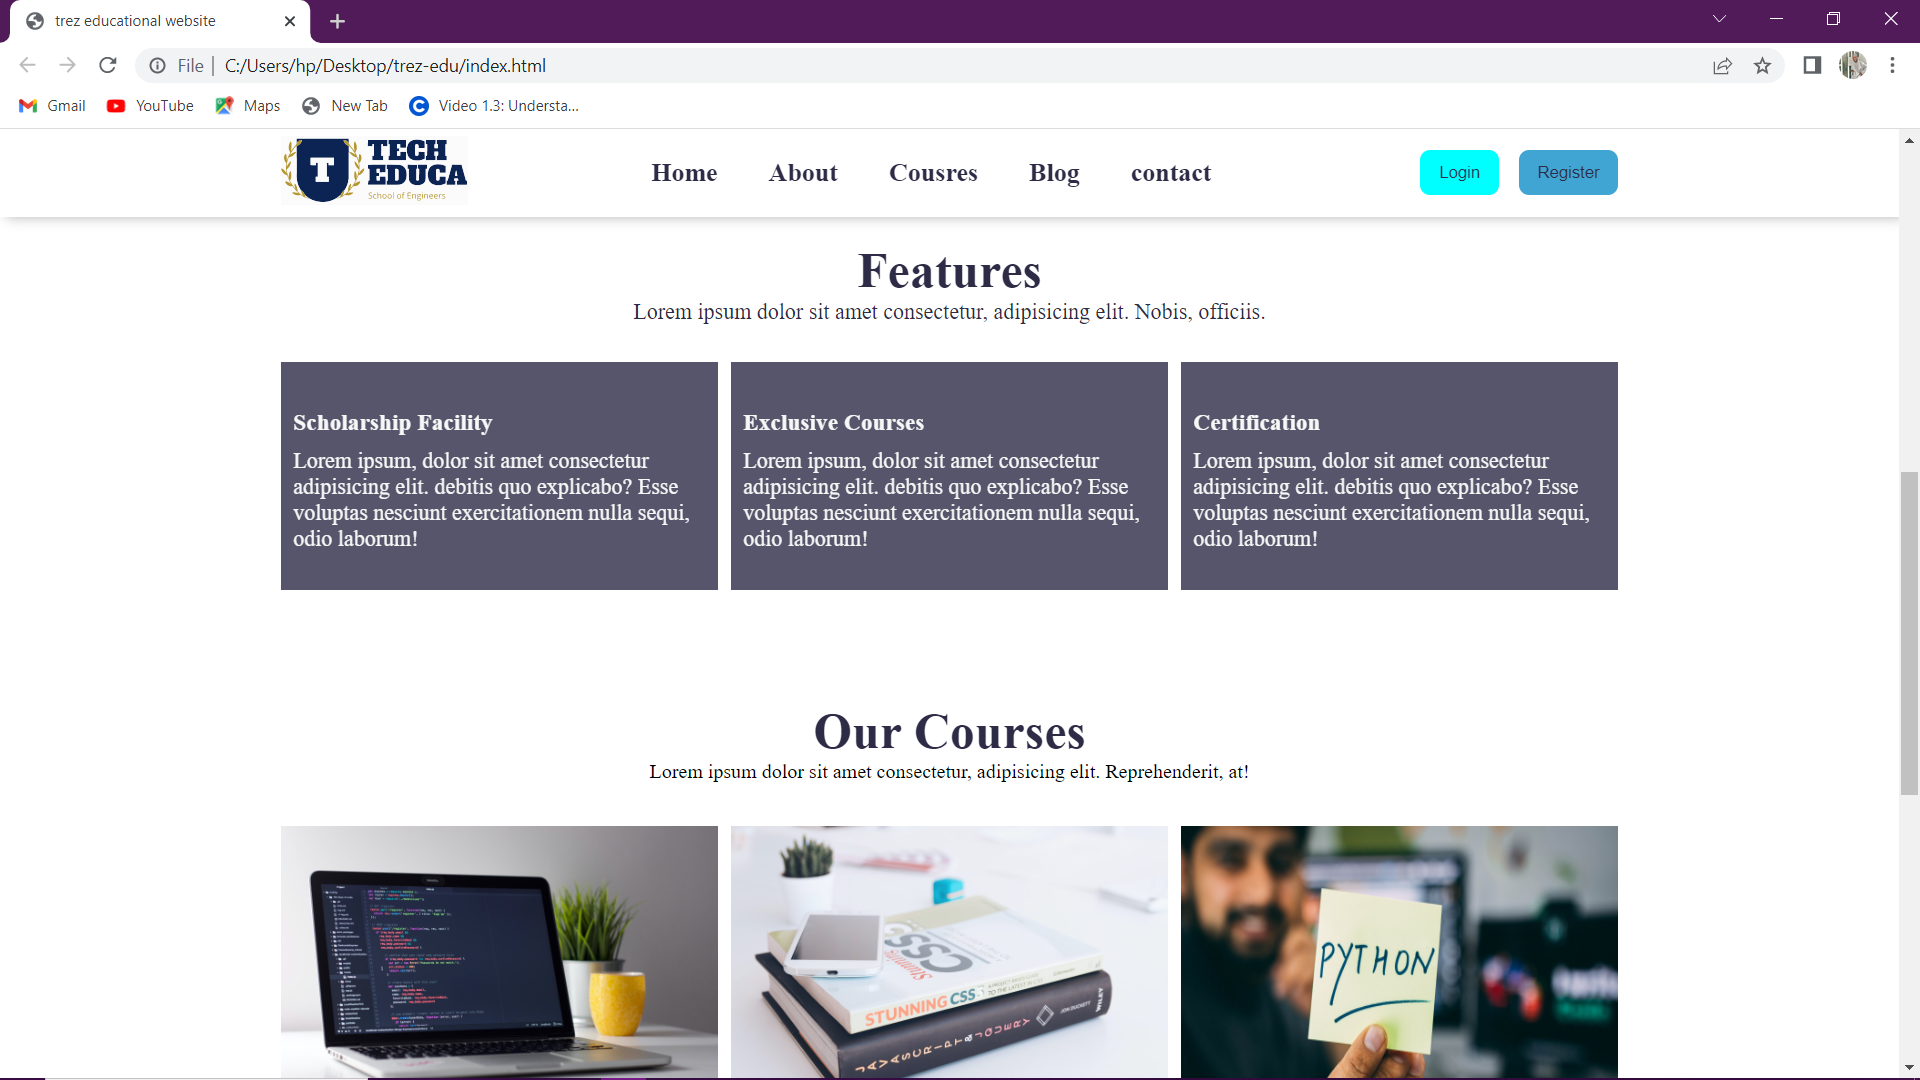 trez educational website
File
C:/Users/hp/Desktop/trez-edu/index.html
Gmail
YouTube
Maps
New Tab
Video 1.3: Understa...
T
TECH
EDUCA
School of Engineers
Home
About
Cousres
Blog
contact
Login
Register
Features
Lorem ipsum dolor sit amet consectetur, adipisicing elit. Nobis, officiis.
Scholarship Facility
Lorem ipsum, dolor sit amet consectetur
adipisicing elit. debitis quo explicabo? Esse
voluptas nesciunt exercitationem nulla sequi,
odio laborum!
Exclusive Courses
Lorem ipsum, dolor sit amet consectetur
adipisicing elit. debitis quo explicabo? Esse
voluptas nesciunt exercitationem nulla sequi,
odio laborum!
Certification
Lorem ipsum, dolor sit amet consectetur
adipisicing elit. debitis quo explicabo? Esse
voluptas nesciunt exercitationem nulla sequi,
odio laborum!
Our Courses
Lorem ipsum dolor sit amet consectetur, adipisicing elit. Reprehenderit, at!
Stunning
CSS
STUNNING CSS
JAVASCRIPT & JQUERY
JON DUCKETT
WILEY
PYTHON